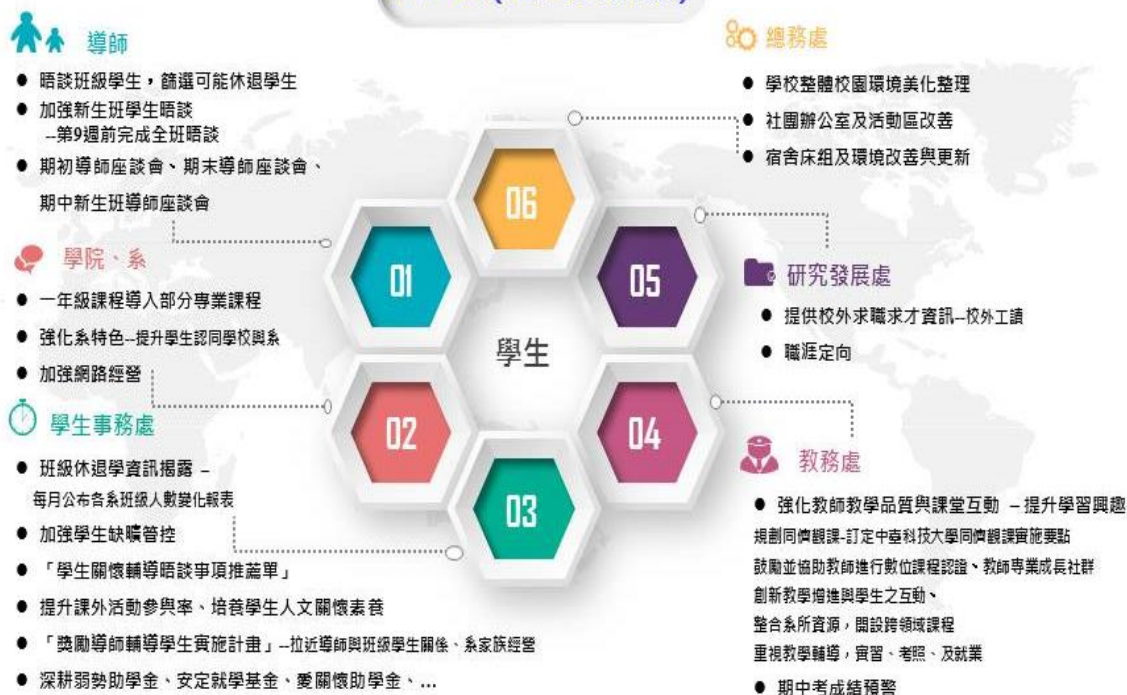 導師
● 晤談班級學生，篩選可能休退學生
● 加強新生班學生晤談
--第9週前完成全班晤談
● 期初導師座談會、期末導師座談會、
期中新生班導師座談會
學院、系
● 一年級課程導入部分專業課程
● 強化系特色--提升學生認同學校與系
● 加強網路經營
學生事務處
● 班級休退學資訊揭露 –
每月公布各系班級人數變化報表
● 加強學生缺曠管控
● 「學生關懷輔導晤談事項推薦單」
● 提升課外活動參與率、培養學生人文關懷素養
● 「獎勵導師輔導學生實施計畫」--拉近導師與班級學生關係、系家族經營
● 深耕弱勢助學金、安定就學基金、愛關懷助學金、...
01
02
03
04
05
06
學生
總務處
● 學校整體校園環境美化整理
● 社團辦公室及活動區改善
● 宿舍床組及環境改善與更新
研究發展處
● 提供校外求職求才資訊--校外工讀
● 職涯定向
教務處
● 強化教師教學品質與課堂互動 – 提升學習興趣
規劃同儕觀課-訂定中臺科技大學同儕觀課實施要點
鼓勵並協助教師進行數位課程認證、教師專業成長社群
創新教學增進與學生之互動、
整合系所資源，開設跨領域課程
重視教學輔導，實習、考照、及就業
● 期中考成績預警